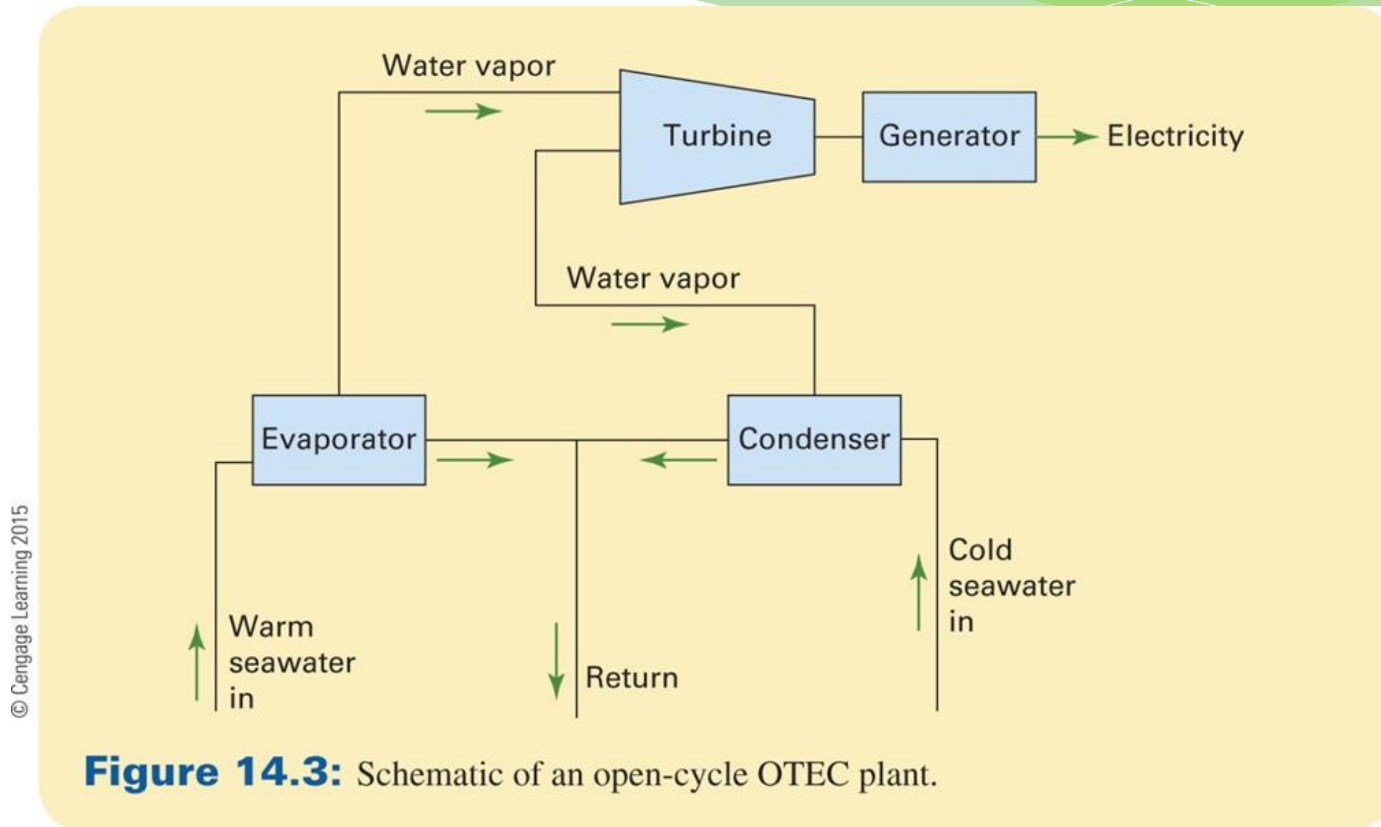 Water vapor
Turbine
Generator
Electricity
Water vapor
Evaporator
Condenser
Warm
seawater
in
Return
Cold
seawater
in
© Cengage Learning 2015
Figure 14.3: Schematic of an open-cycle OTEC plant.